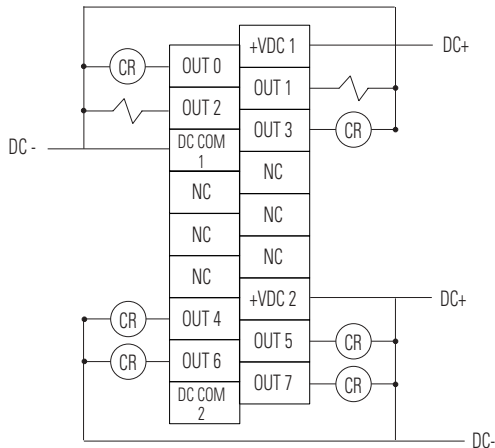 +VDC 1
DC+
CR
OUT 0
OUT 1
OUT 2
OUT 3
CR
DC -
DC COM
1
NC
NC
NC
NC
NC
NC
+VDC 2
DC+
CR
OUT 4
OUT 5
CR
CR
OUT 6
OUT 7
CR
DC COM
2
DC-